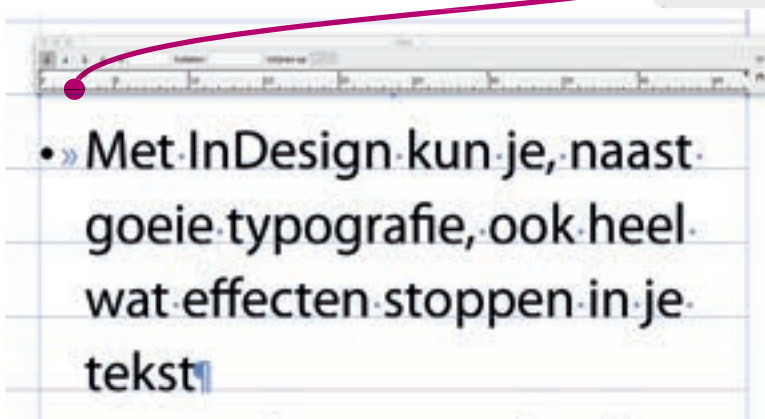 • Met InDesign kun je, naast
goeie typografie, ook heel
wat effecten stoppen in je
tekst